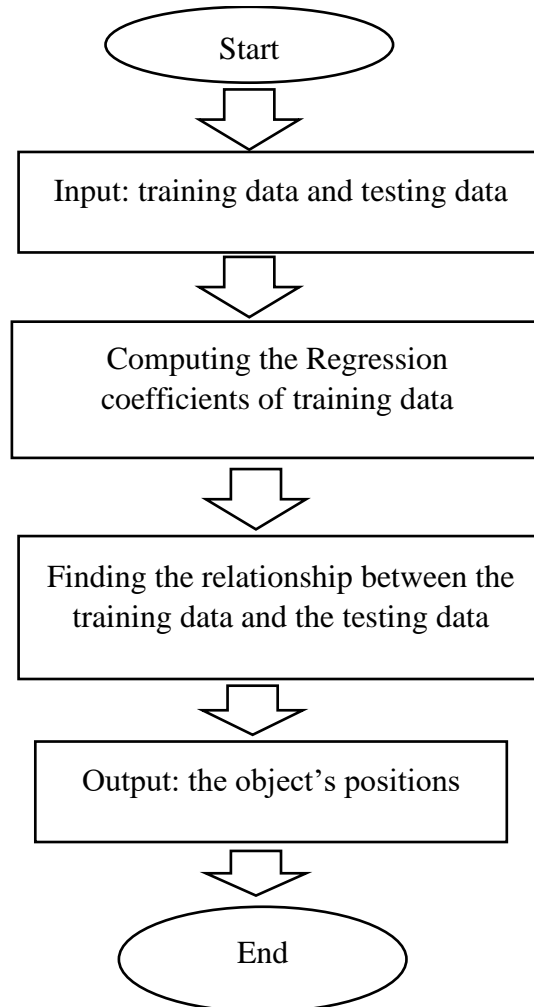 Start
Input: training data and testing data
Computing the Regression
coefficients of training data
Finding the relationship between the
training data and the testing data
Output: the object’s positions
End